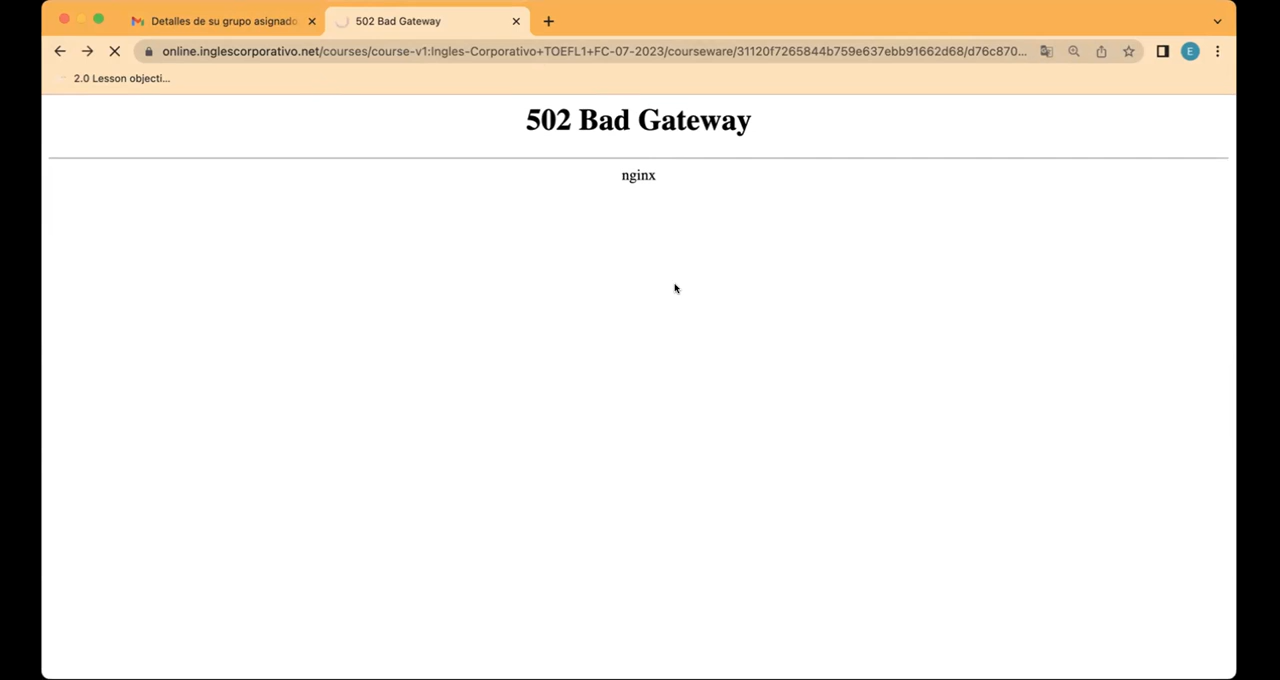 Detalles de su grupo asignado
502 Bad Gateway
online.inglescorporativo.net/courses/course-v1:Ingles-Corporativo+TOEFL1+FC-07-2023/courseware/31120f7265844b759e637ebb91662d68/d76c870...
E
2.0 Lesson objecti...
502 Bad Gateway
nginx